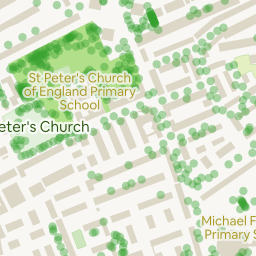 St Peter's Church
of England Primary
School
eter's Church
Michael F
Primary S